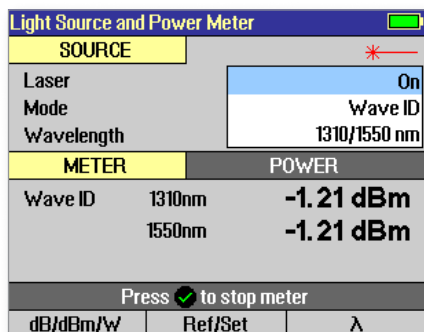 Light Source and Power Meter
SOURCE
Laser On
Mode Wave ID
Wavelength 1310/1550 nm
METER POWER
Wave ID 1310nm -1.21 dBm
1550nm -1.21 dBm
Press to stop meter
dB/dBm/W Ref/Set λ